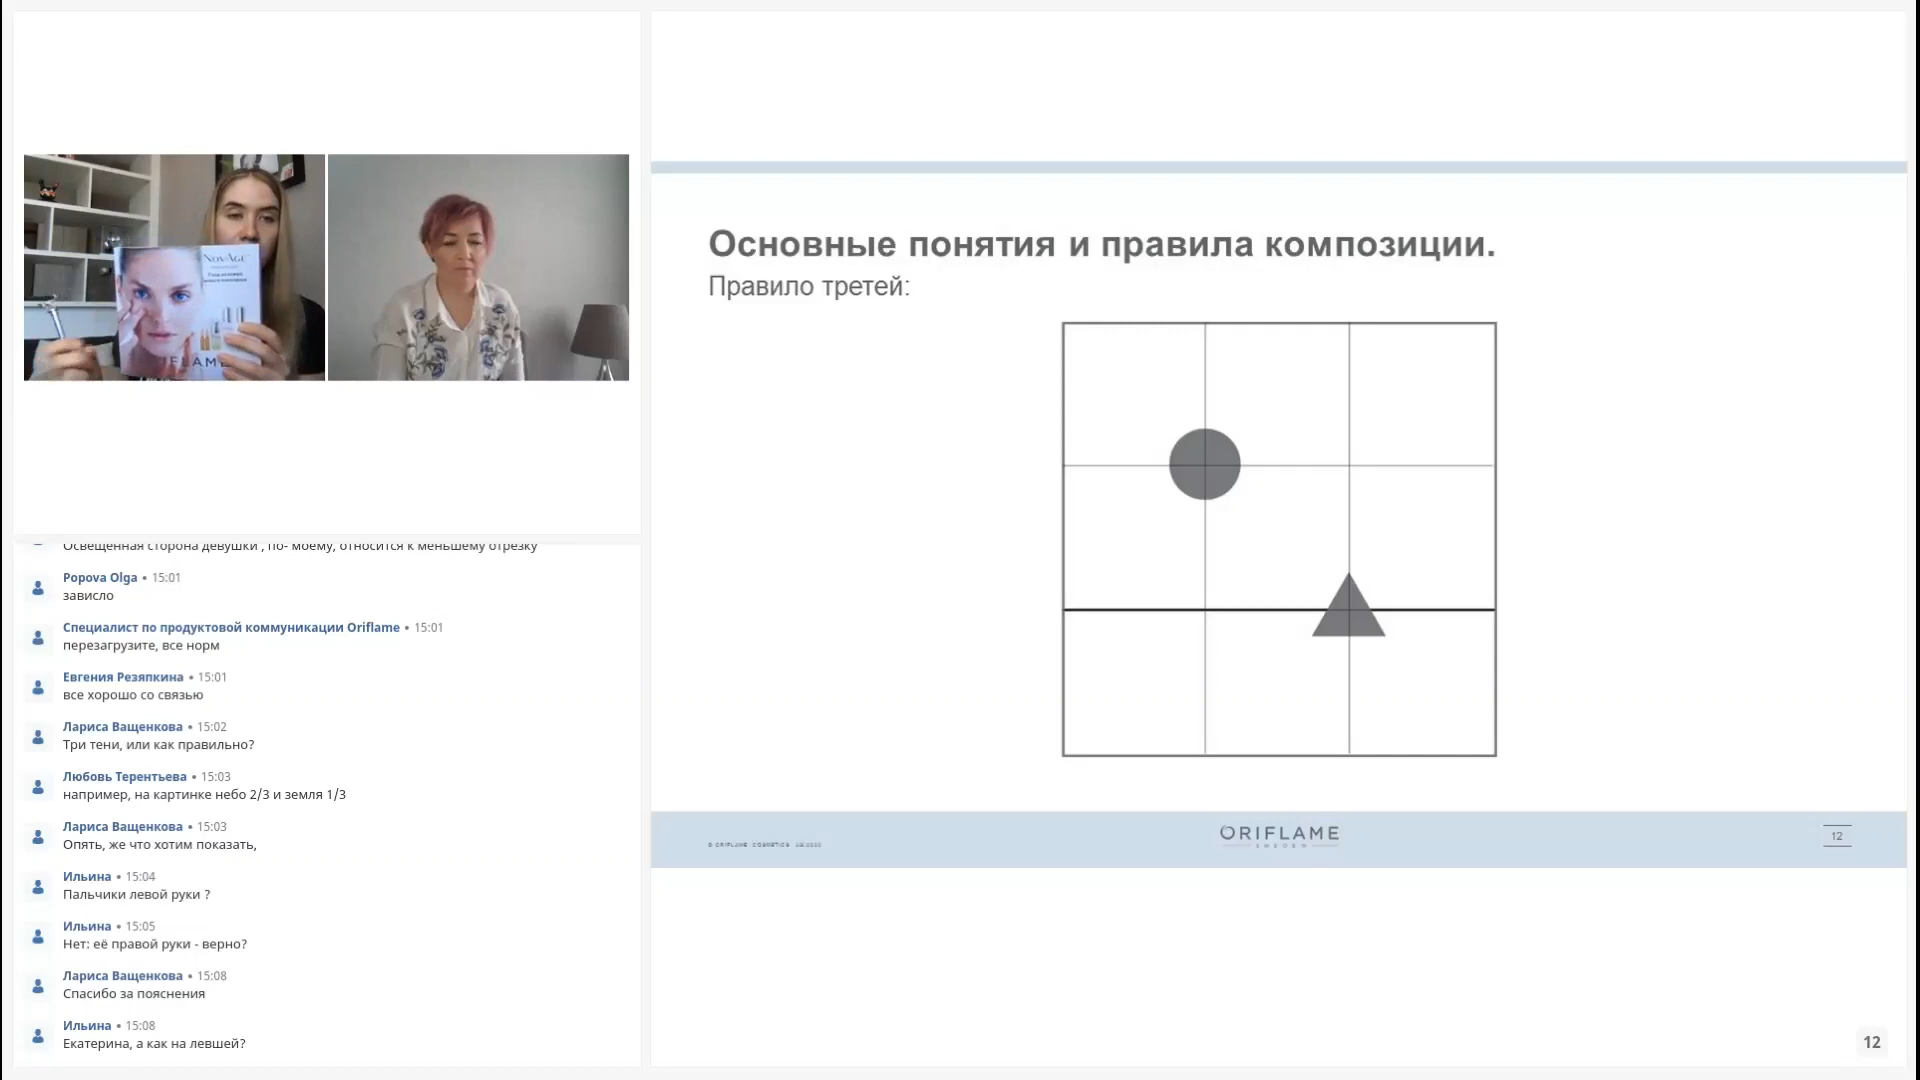 NOVAGE
FLAME
Освещенная сторона девушки , по- моему, относится к меньшему отрезку
Popova Olga • 15:01
зависло
Специалист по продуктовой коммуникации Oriflame • 15:01
перезагрузите, все норм
Евгения Резяпкина • 15:01
все хорошо со связью
Лариса Ващенкова • 15:02
Три тени, или как правильно?
Любовь Терентьева • 15:03
например, на картинке небо 2/3 и земля 1/3
Лариса Ващенкова • 15:03
Опять, же что хотим показать,
Ильина • 15:04
Пальчики левой руки ?
Ильина • 15:05
Нет: её правой руки - верно?
Лариса Ващенкова • 15:08
Спасибо за пояснения
Ильина • 15:08
Екатерина, а как на левшей?
Основные понятия и правила композиции.
Правило третей:
© ORIFLAME COSMETICS
ORIFLAME
SWEDEN
12
12